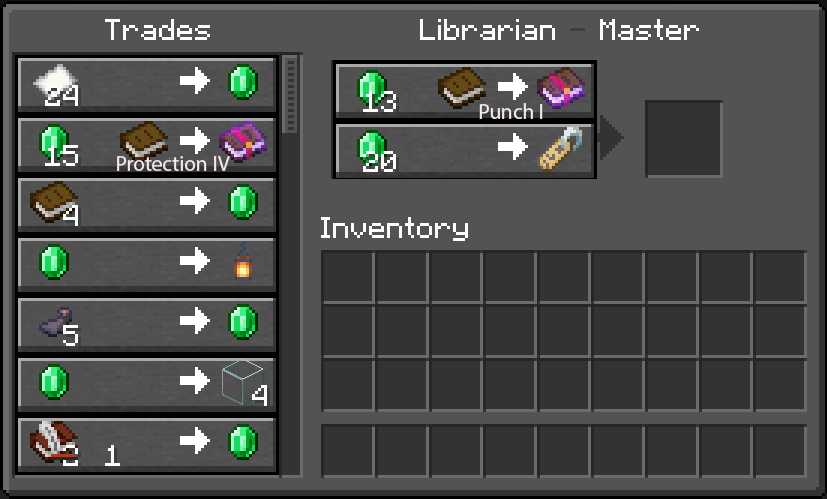 Trades
24
15
Protection IV
4
5
4
1
Librarian – Master
13
Punch I
20
Inventory